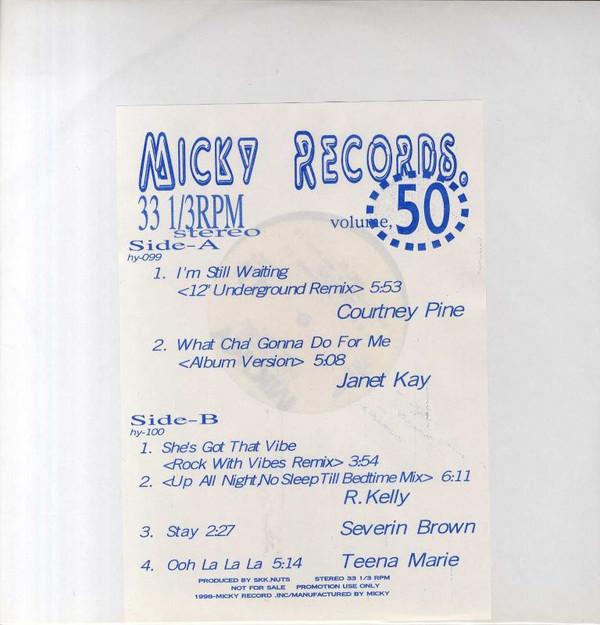 MICKY RECORDS.
33 1/3RPM
stereo
volume, 50
Side-A
hy-099
1. I'm Still Waiting
<12" Underground Remix> 5:53
Courtney Pine
2. What Cha' Gonna Do For Me
<Album Version> 5:08
Janet Kay
Side-B
hy-100
1. She's Got That Vibe
<Rock With Vibes Remix> 3:54
2. <Up All Night,No Sleep Till Bedtime Mix> 6:11
R.Kelly
3. Stay 2:27 Severin Brown
4. Ooh La La La 5:14 Teena Marie
PRODUCED BY SKK.NUTS STEREO 33 1/3 RPM
NOT FOR SALE PROMOTION USE ONLY
1998-MICKY RECORD .INC/MANUFACTURED BY MICKY